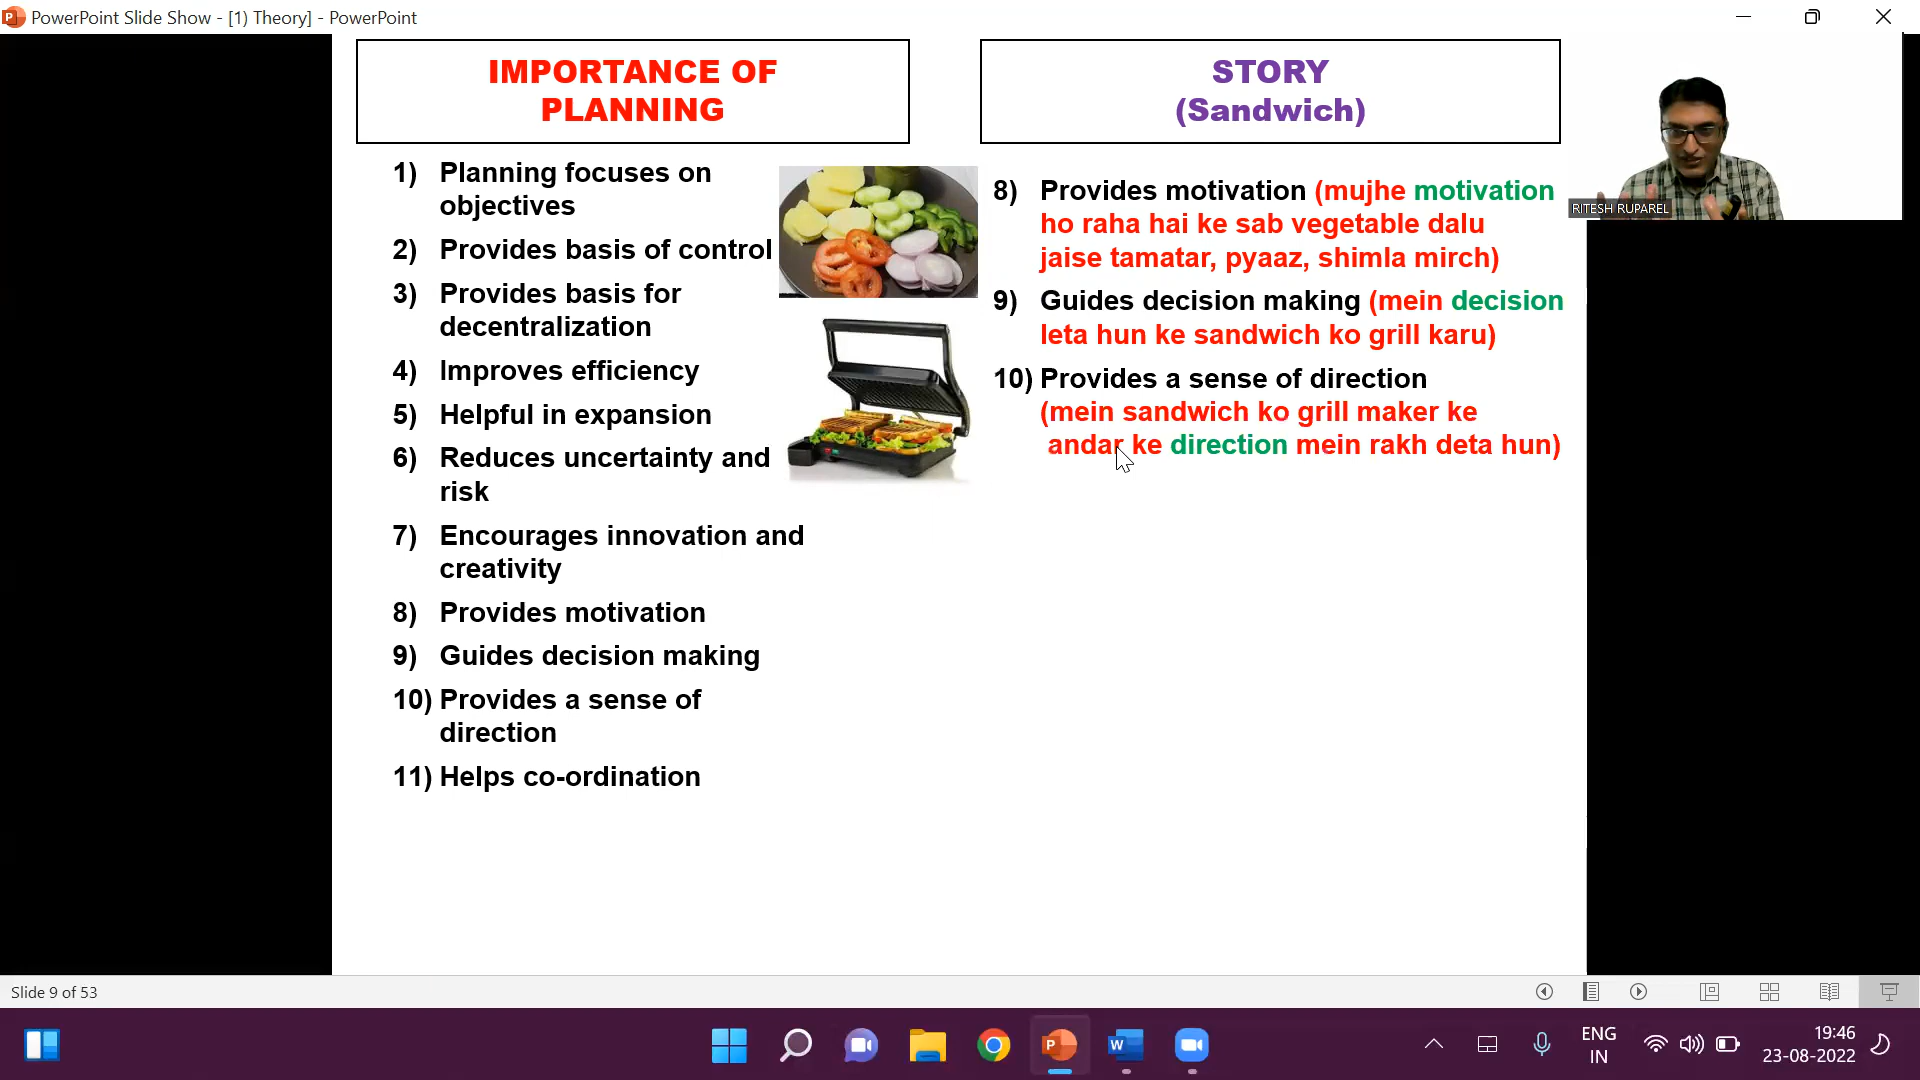 PowerPoint Slide Show - [1) Theory] - PowerPoint
IMPORTANCE OF
PLANNING
1) Planning focuses on
objectives
2) Provides basis of control
3) Provides basis for
decentralization
4) Improves efficiency
5) Helpful in expansion
6) Reduces uncertainty and
risk
7) Encourages innovation and
creativity
8) Provides motivation
9) Guides decision making
10) Provides a sense of
direction
11) Helps co-ordination
STORY
(Sandwich)
8) Provides motivation (mujhe motivation
ho raha hai ke sab vegetable dalu
jaise tamatar, pyaaz, shimla mirch)
9) Guides decision making (mein decision
leta hun ke sandwich ko grill karu)
10) Provides a sense of direction
(mein sandwich ko grill maker ke
andar ke direction mein rakh deta hun)
RITESH RUPAREL
Slide 9 of 53
ENG
IN
19:46
23-08-2022